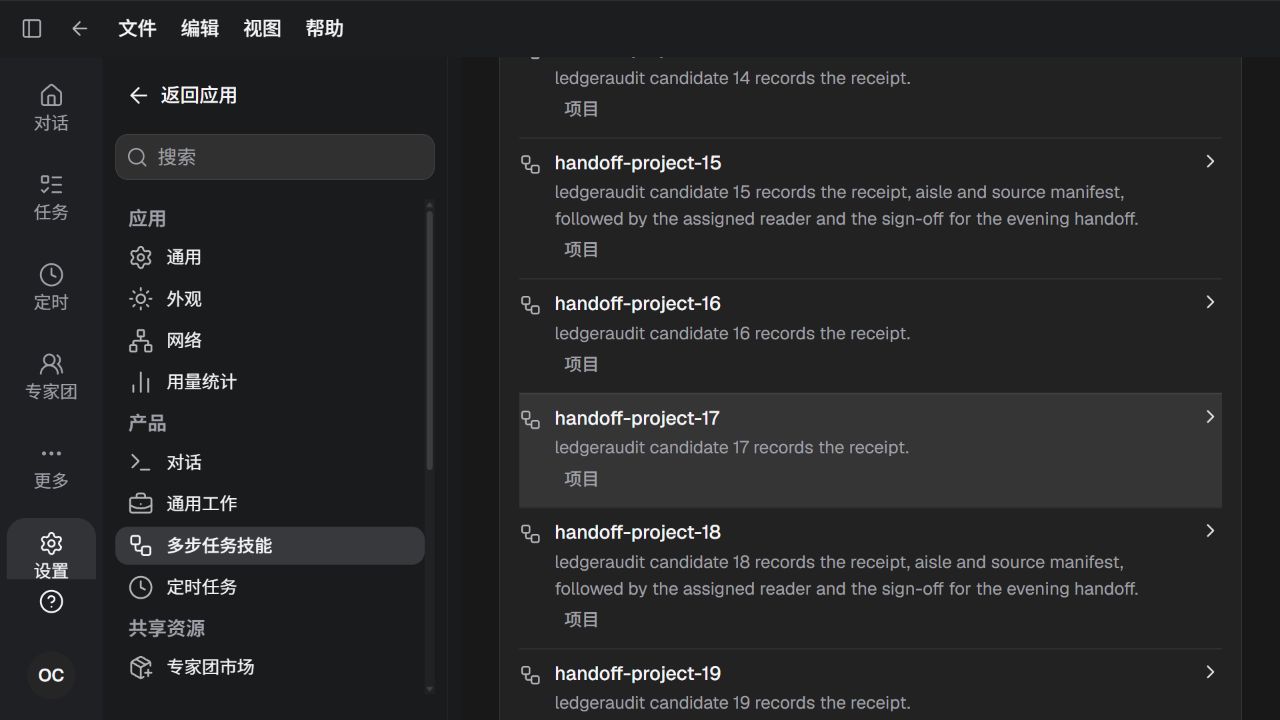 文件 编辑 视图 帮助
对话
任务
定时
专家团
更多
设置
OC
返回应用
搜索
应用
通用
外观
网络
用量统计
产品
对话
通用工作
多步任务技能
定时任务
共享资源
专家团市场
ledgeraudit candidate 14 records the receipt.
项目
handoff-project-15
ledgeraudit candidate 15 records the receipt, aisle and source manifest,
followed by the assigned reader and the sign-off for the evening handoff.
项目
handoff-project-16
ledgeraudit candidate 16 records the receipt.
项目
handoff-project-17
ledgeraudit candidate 17 records the receipt.
项目
handoff-project-18
ledgeraudit candidate 18 records the receipt, aisle and source manifest,
followed by the assigned reader and the sign-off for the evening handoff.
项目
handoff-project-19
ledgeraudit candidate 19 records the receipt.